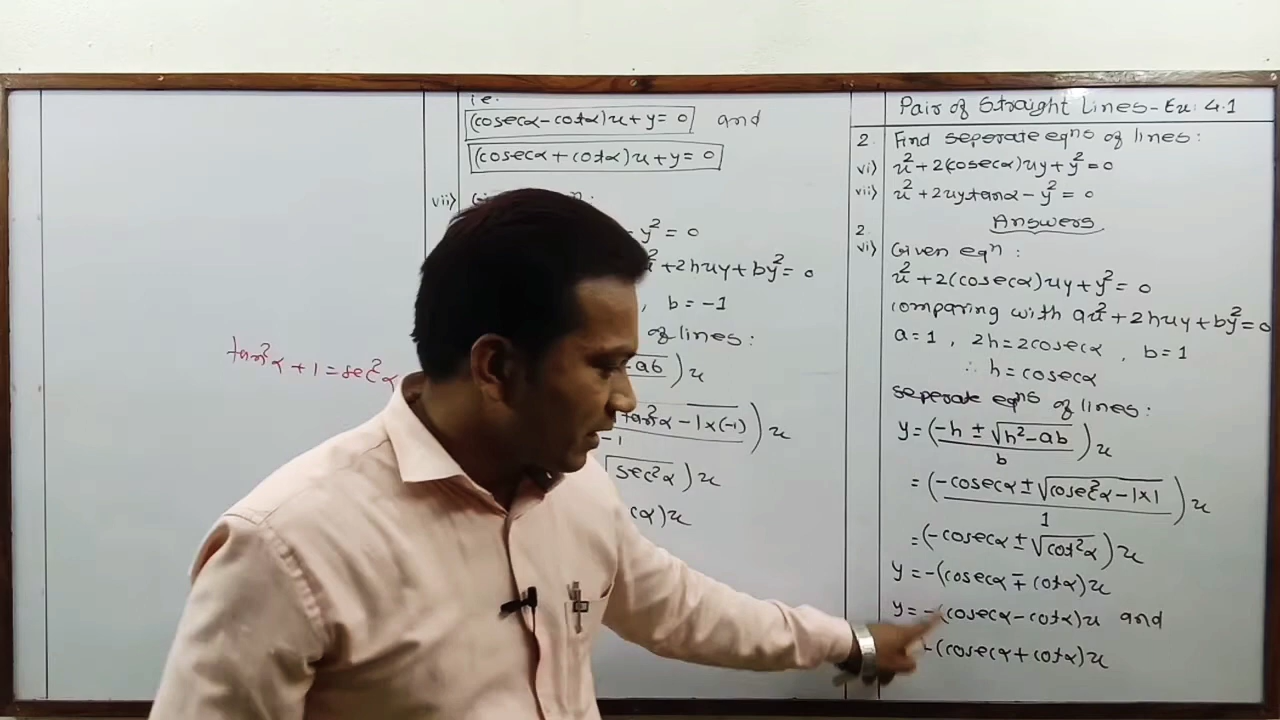 Pair of Straight Lines - Ex: 4.1
2. Find seperate eqns of lines:
vi) x² + 2(cosecα)xy + y² = 0
vii) x² + 2xytanα - y² = 0
Answers
2.
vi) Given eqn:
x² + 2(cosecα)xy + y² = 0
comparing with ax² + 2hxy + by² = 0
a = 1, 2h = 2cosecα, b = 1
∴ h = cosecα
seperate eqns of lines:
y = (-h ± √h² - ab / b)x
= (-cosecα ± √cosec²α - 1×1 / 1)x
= (-cosecα ± √cot²α)x
y = -(cosecα ∓ cotα)x
y = -(cosecα - cotα)x and
-(cosecα + cotα)x
i.e.
(cosecα - cotα)x + y = 0 and
(cosecα + cotα)x + y = 0
vii)
- y² = 0
x² + 2hxy + by² = 0
, b = -1
of lines:
-ab)x
tan²α - 1×(-1) / -1)x
√sec²α)x
cα)x
tan²α + 1 = sec²α